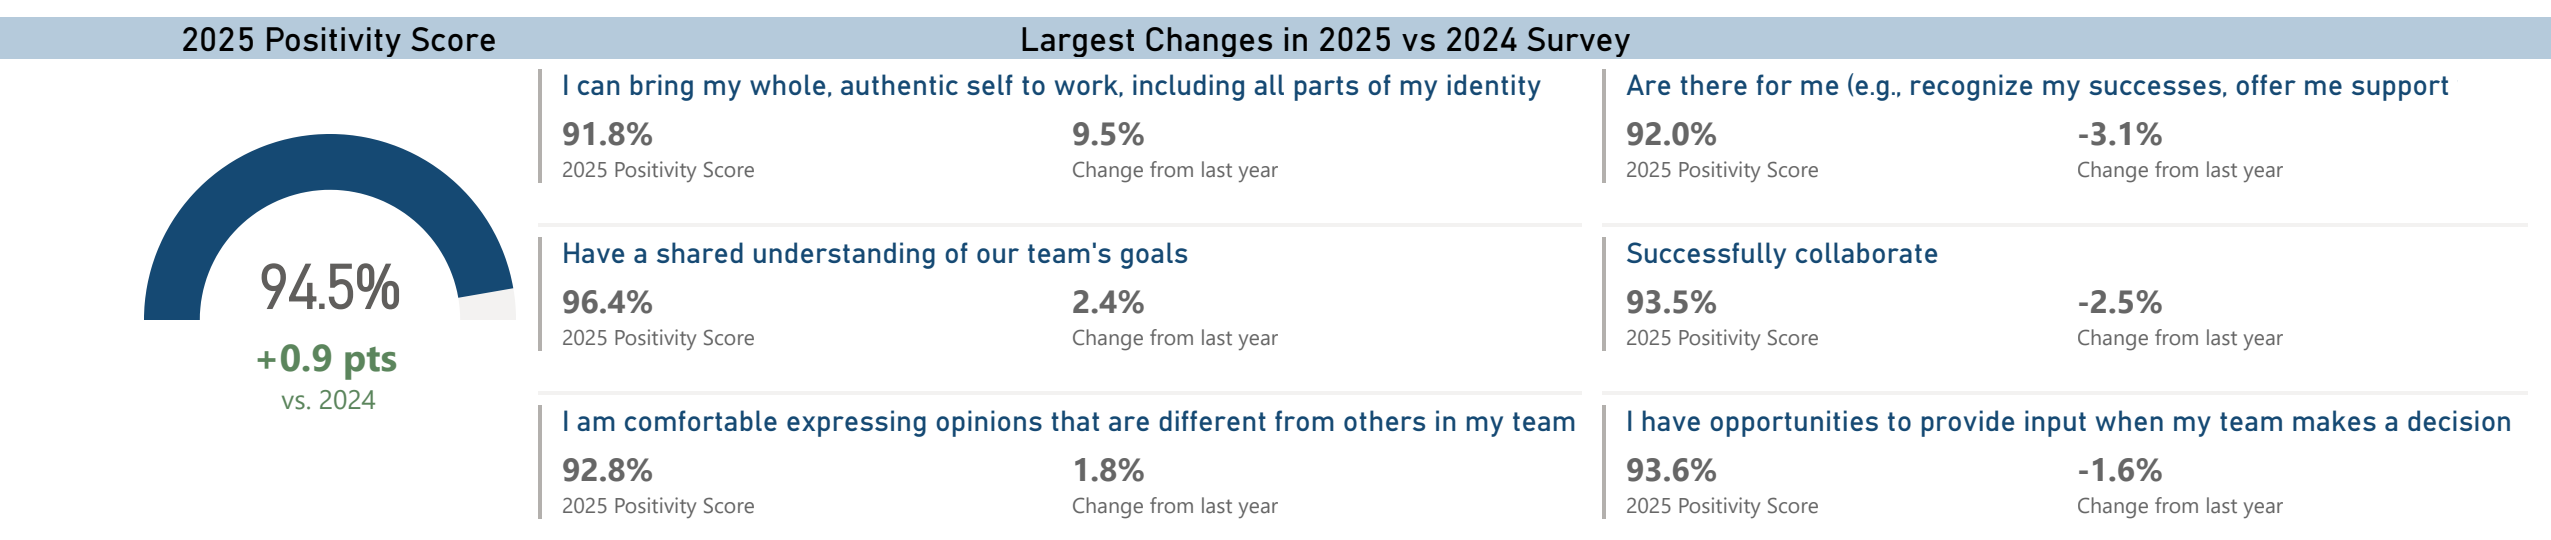 2025 Positivity Score
94.5%
+0.9 pts
vs. 2024
Largest Changes in 2025 vs 2024 Survey
I can bring my whole, authentic self to work, including all parts of my identity
91.8%
2025 Positivity Score
9.5%
Change from last year
Have a shared understanding of our team's goals
96.4%
2025 Positivity Score
2.4%
Change from last year
I am comfortable expressing opinions that are different from others in my team
92.8%
2025 Positivity Score
1.8%
Change from last year
Are there for me (e.g., recognize my successes, offer me support
92.0%
2025 Positivity Score
-3.1%
Change from last year
Successfully collaborate
93.5%
2025 Positivity Score
-2.5%
Change from last year
I have opportunities to provide input when my team makes a decision
93.6%
2025 Positivity Score
-1.6%
Change from last year